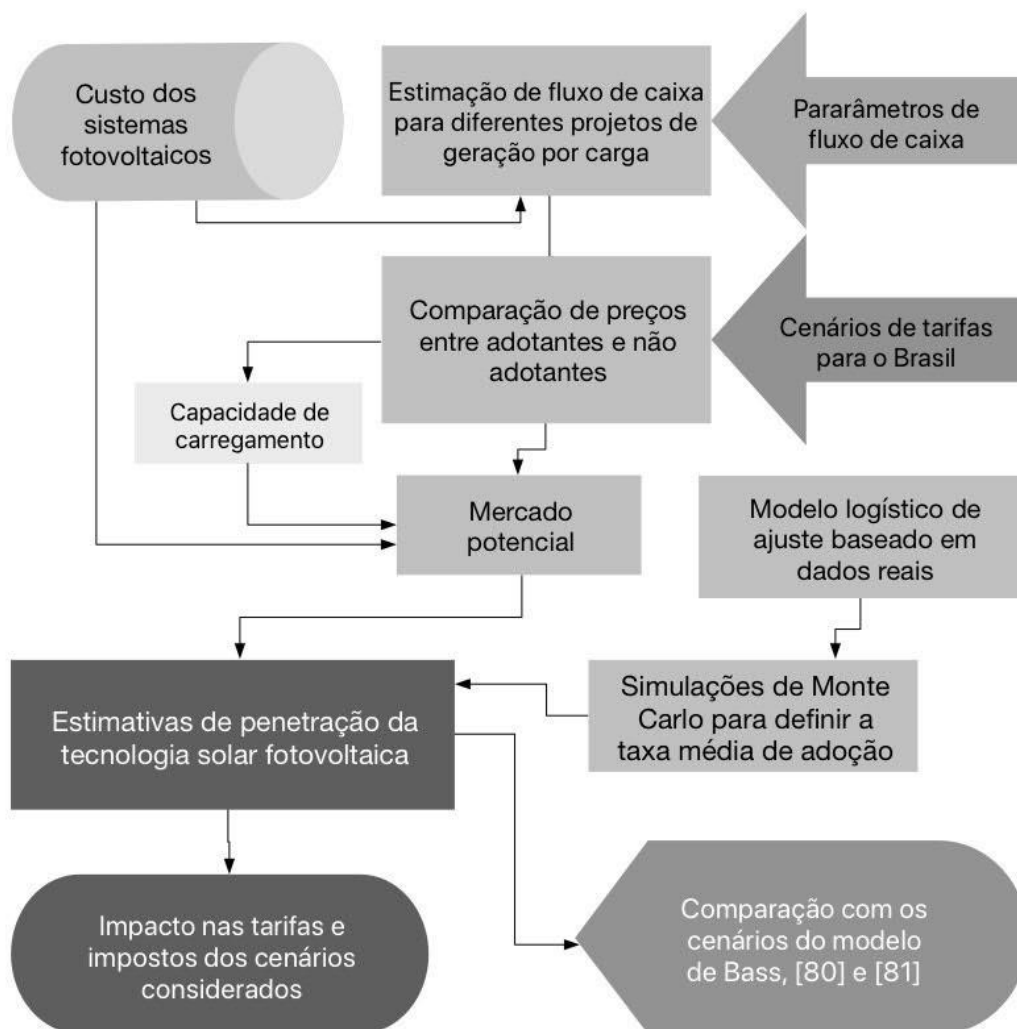 Custo dos
sistemas
fotovoltaicos
Estimação de fluxo de caixa
para diferentes projetos de
geração por carga
Pararâmetros de
fluxo de caixa
Comparação de preços
entre adotantes e não
adotantes
Cenários de tarifas
para o Brasil
Capacidade de
carregamento
Mercado
potencial
Modelo logístico de
ajuste baseado em
dados reais
Estimativas de penetração da
tecnologia solar fotovoltaica
Simulações de Monte
Carlo para definir a
taxa média de adoção
Impacto nas tarifas e
impostos dos cenários
considerados
Comparação com os
cenários do modelo
de Bass, [80] e [81]